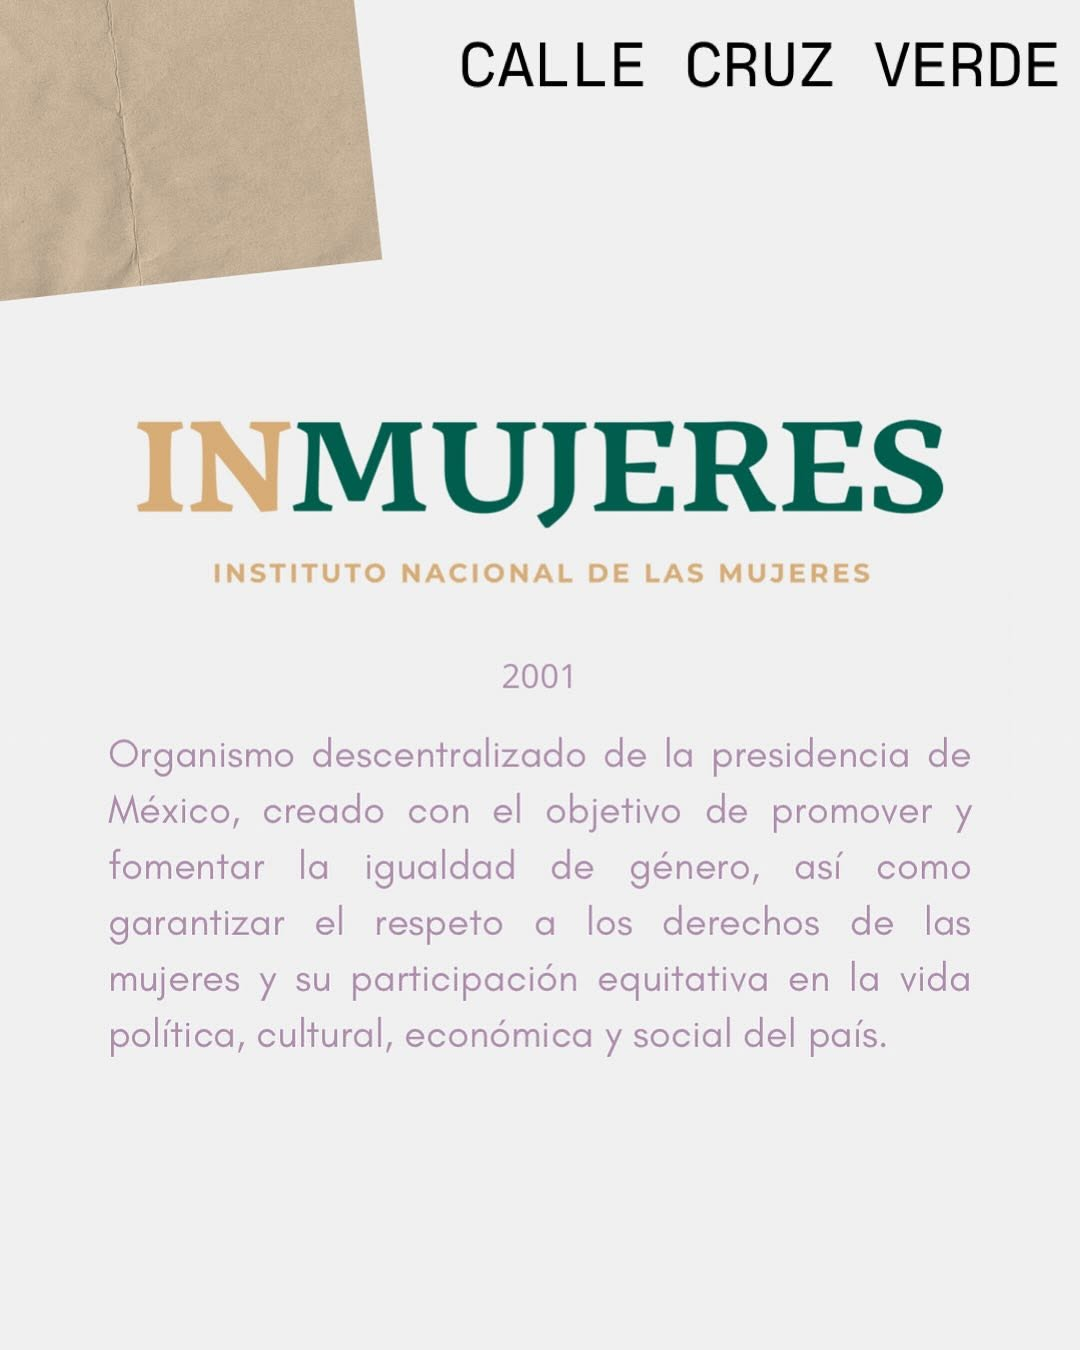 CALLE CRUZ VERDE
INMUJERES
INSTITUTO NACIONAL DE LAS MUJERES
2001
Organismo descentralizado de la presidencia de
México, creado con el objetivo de promover y
fomentar la igualdad de género, así como
garantizar el respeto a los derechos de las
mujeres y su participación equitativa en la vida
política, cultural, económica y social del país.